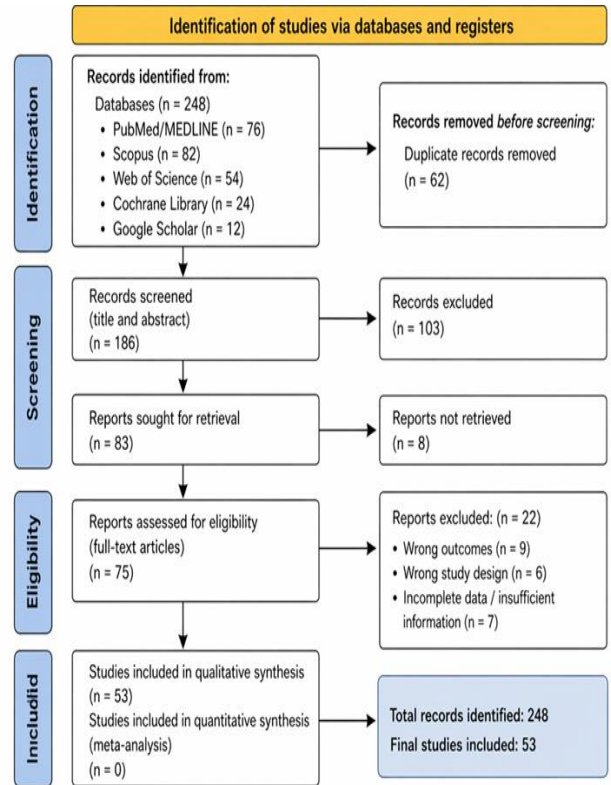 Identification of studies via databases and registers
Identification
Records identified from:
Databases (n = 248)
• PubMed/MEDLINE (n = 76)
• Scopus (n = 82)
• Web of Science (n = 54)
• Cochrane Library (n = 24)
• Google Scholar (n = 12)
Records removed before screening:
Duplicate records removed
(n = 62)
Screening
Records screened
(title and abstract)
(n = 186)
Records excluded
(n = 103)
Reports sought for retrieval
(n = 83)
Reports not retrieved
(n = 8)
Eligibility
Reports assessed for eligibility
(full-text articles)
(n = 75)
Reports excluded: (n = 22)
• Wrong outcomes (n = 9)
• Wrong study design (n = 6)
• Incomplete data / insufficient
information (n = 7)
Includlid
Studies included in qualitative synthesis
(n = 53)
Studies included in quantitative synthesis
(meta-analysis)
(n = 0)
Total records identified: 248
Final studies included: 53